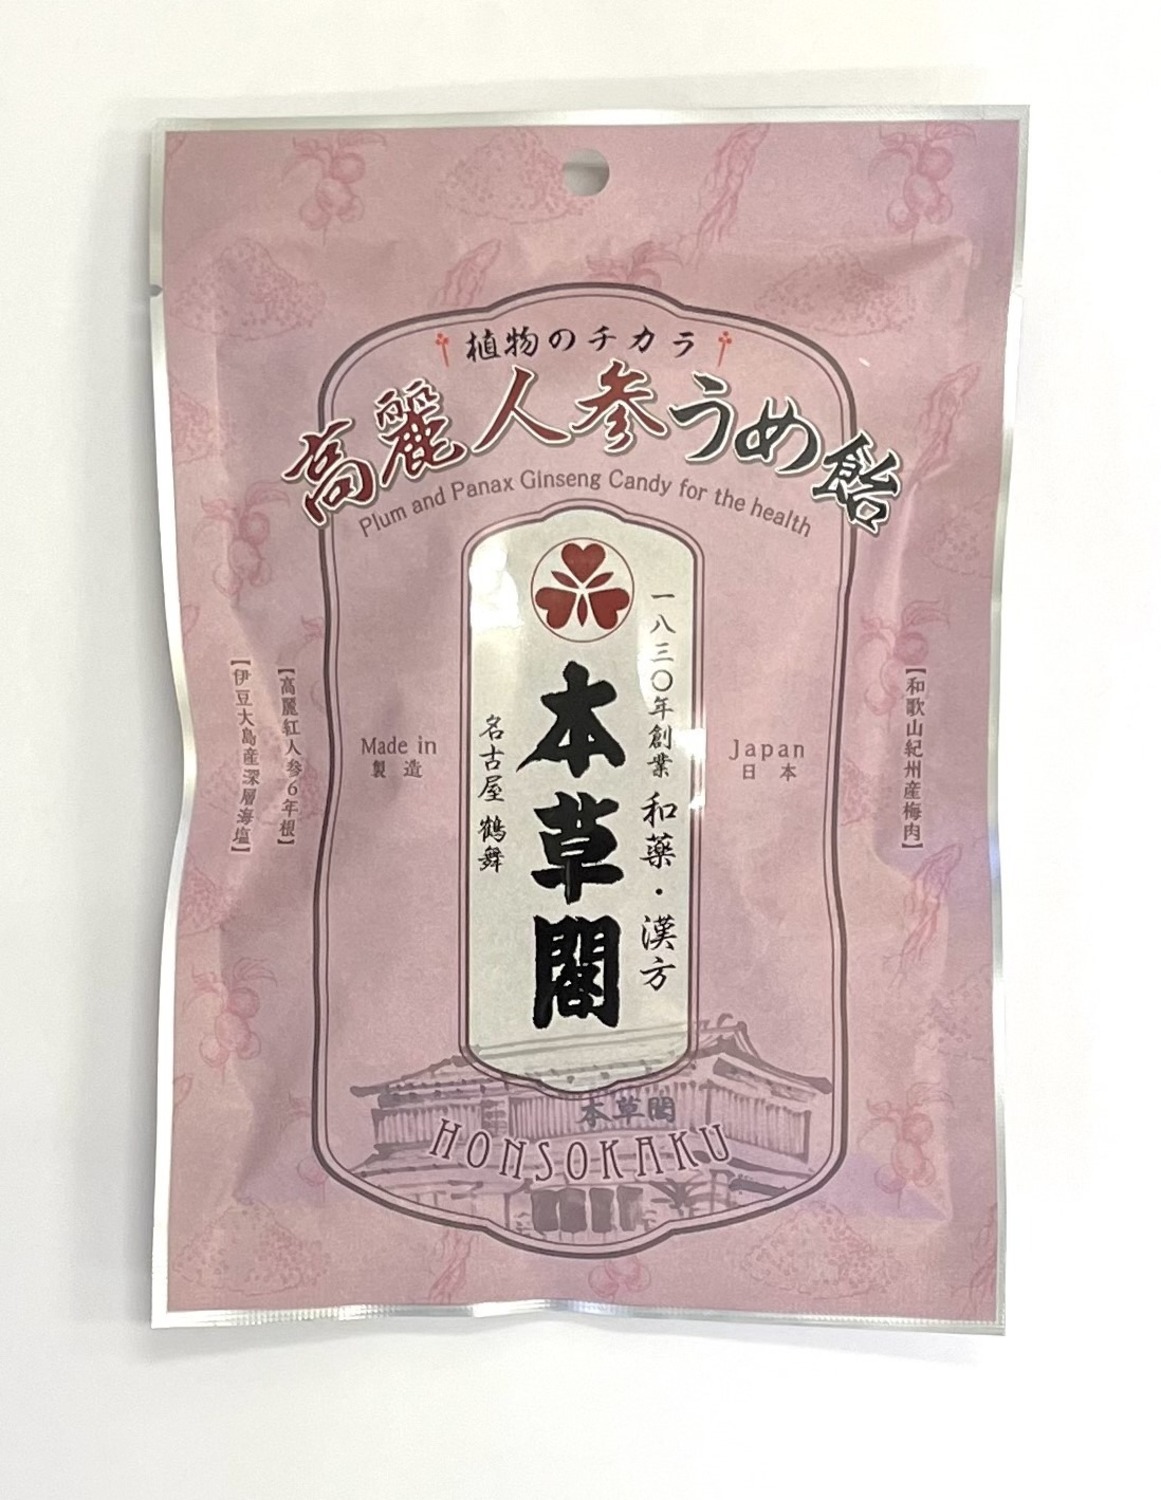 植物のチカラ
高麗人参うめ飴
Plum and Panax Ginseng Candy for the health
一八三〇年創業 和薬・漢方
本草閣
名古屋 鶴舞
Made in
製造
Japan
日本
【和歌山紀州産梅肉】
【高麗紅人参6年根】
【伊豆大島産深層海塩】
本草閣
HONSOKAKU